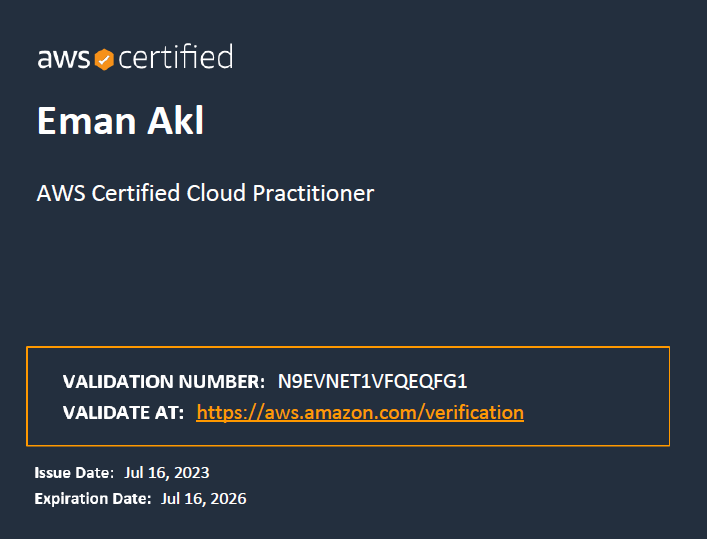 aws certified
Eman Akl
AWS Certified Cloud Practitioner
VALIDATION NUMBER: N9EVNET1VFQEQFG1
VALIDATE AT: https://aws.amazon.com/verification
Issue Date: Jul 16, 2023
Expiration Date: Jul 16, 2026